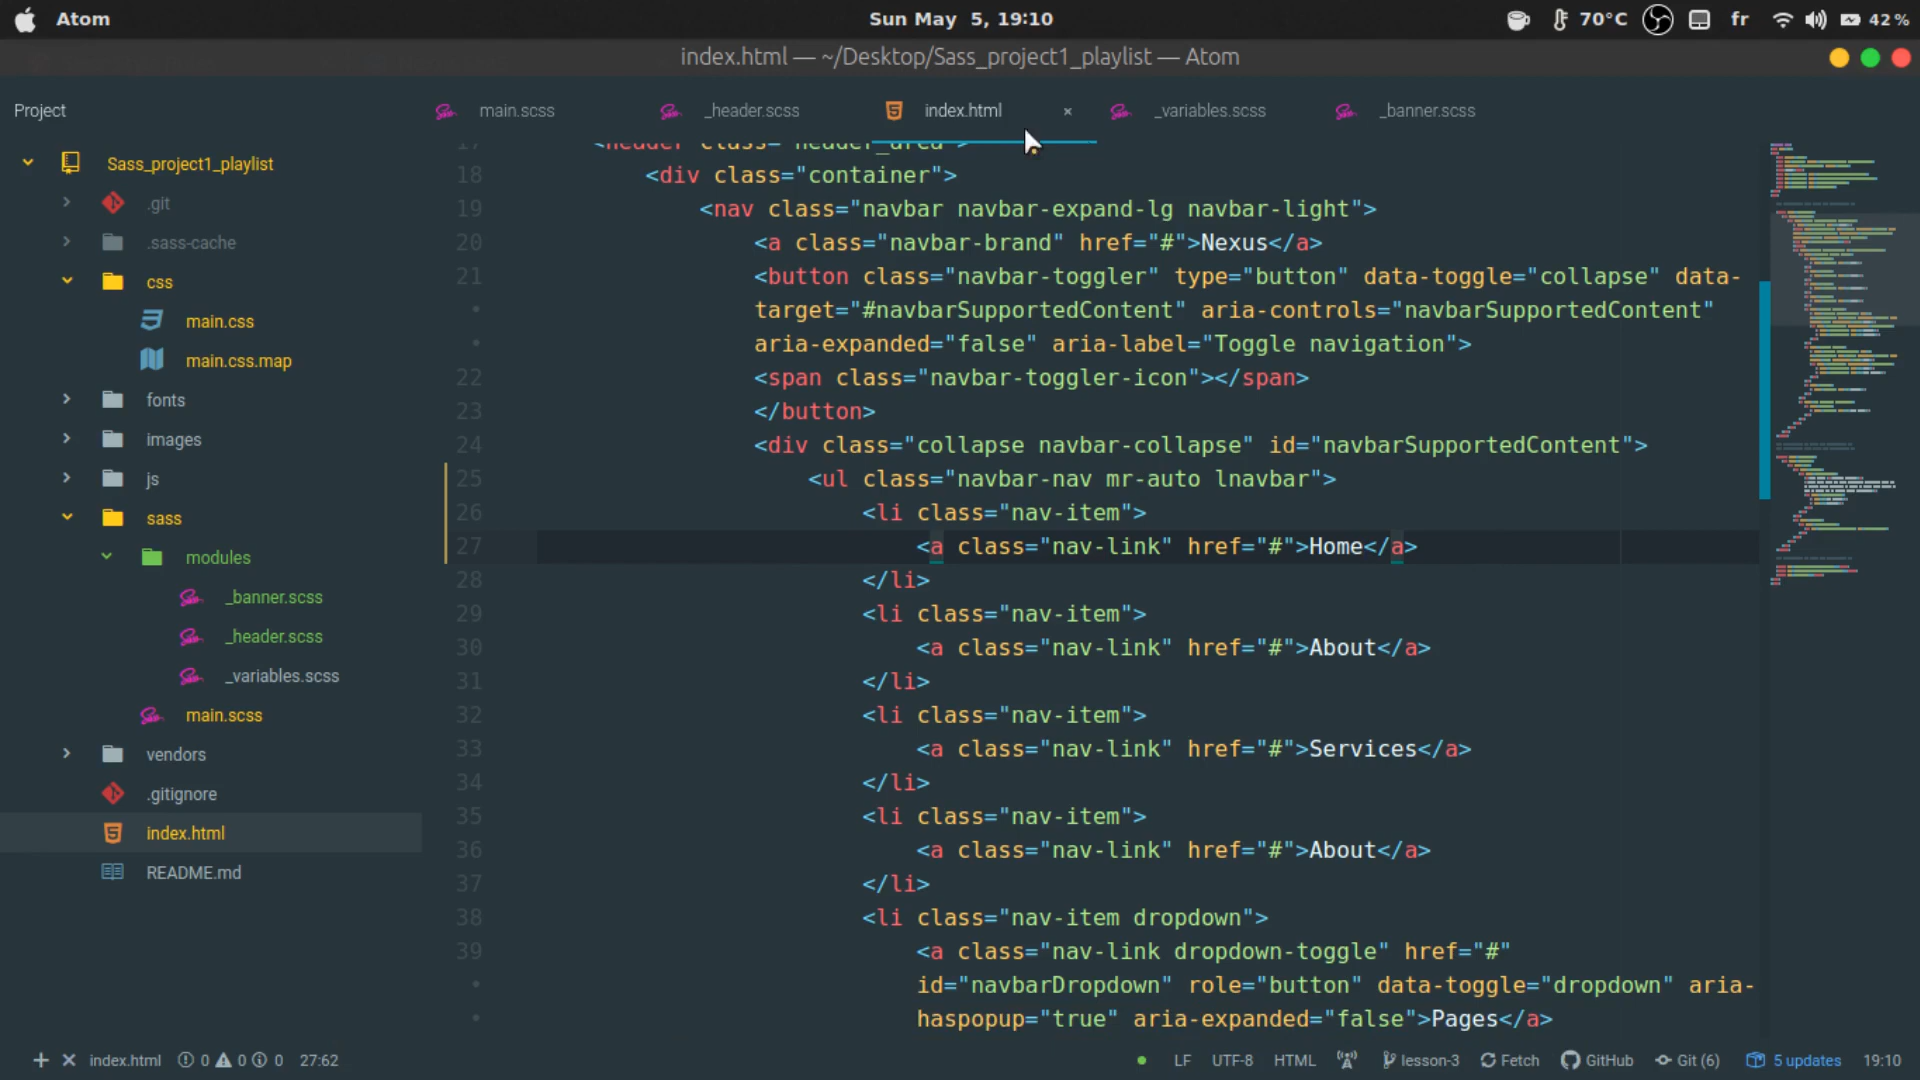 Atom
Sun May 5, 19:10
70°C
fr
42%
index.html — ~/Desktop/Sass_project1_playlist — Atom
Project
main.scss
_header.scss
index.html
_variables.scss
_banner.scss
Sass_project1_playlist
.git
.sass-cache
css
main.css
main.css.map
fonts
images
js
sass
modules
_banner.scss
_header.scss
_variables.scss
main.scss
vendors
.gitignore
index.html
README.md
17 <header class="header_area">
18 <div class="container">
19 <nav class="navbar navbar-expand-lg navbar-light">
20 <a class="navbar-brand" href="#">Nexus</a>
21 <button class="navbar-toggler" type="button" data-toggle="collapse" data-
target="#navbarSupportedContent" aria-controls="navbarSupportedContent"
aria-expanded="false" aria-label="Toggle navigation">
22 <span class="navbar-toggler-icon"></span>
23 </button>
24 <div class="collapse navbar-collapse" id="navbarSupportedContent">
25 <ul class="navbar-nav mr-auto lnavbar">
26 <li class="nav-item">
27 <a class="nav-link" href="#">Home</a>
28 </li>
29 <li class="nav-item">
30 <a class="nav-link" href="#">About</a>
31 </li>
32 <li class="nav-item">
33 <a class="nav-link" href="#">Services</a>
34 </li>
35 <li class="nav-item">
36 <a class="nav-link" href="#">About</a>
37 </li>
38 <li class="nav-item dropdown">
39 <a class="nav-link dropdown-toggle" href="#"
id="navbarDropdown" role="button" data-toggle="dropdown" aria-
haspopup="true" aria-expanded="false">Pages</a>
index.html 0 0 0 27:62
LF UTF-8 HTML lesson-3 Fetch GitHub Git (6) 5 updates 19:10